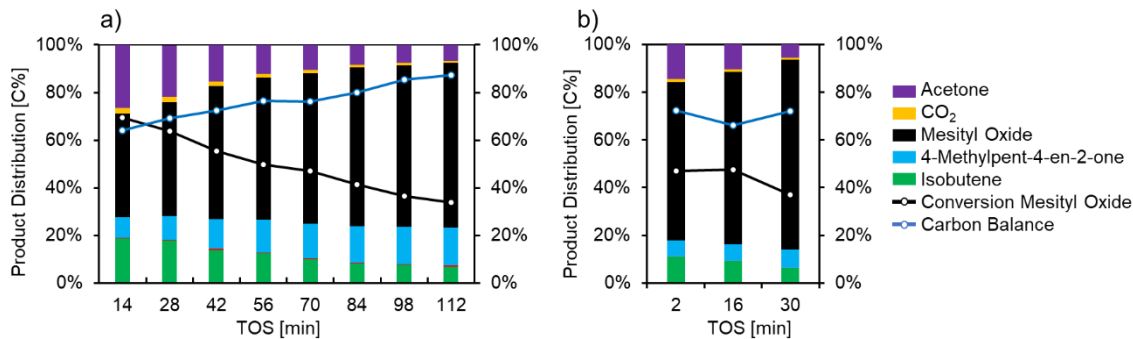 a)
b)
Product Distribution [C%]
100%
80%
60%
40%
20%
0%
100%
80%
60%
40%
20%
0%
14 28 42 56 70 84 98 112
TOS [min]
Product Distribution [C%]
100%
80%
60%
40%
20%
0%
100%
80%
60%
40%
20%
0%
2 16 30
TOS [min]
Acetone
CO₂
Mesityl Oxide
4-Methylpent-4-en-2-one
Isobutene
Conversion Mesityl Oxide
Carbon Balance